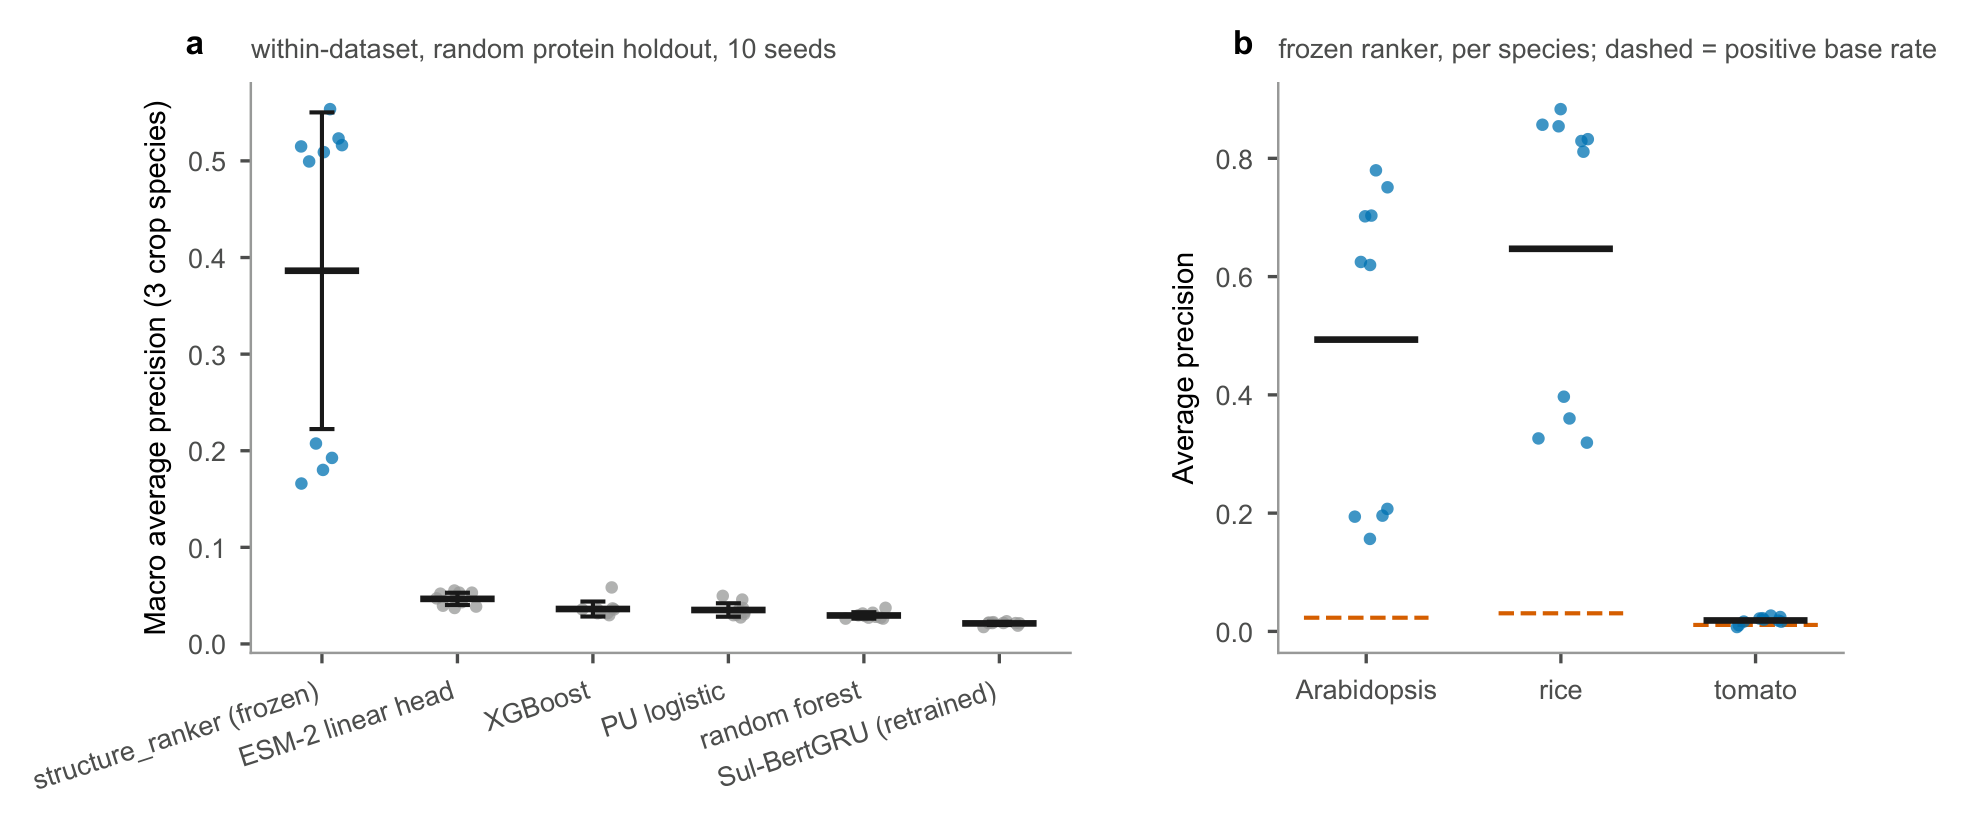 a within-dataset, random protein holdout, 10 seeds
Macro average precision (3 crop species)
0.5
0.4
0.3
0.2
0.1
0.0
structure_ranker (frozen)
ESM-2 linear head
XGBoost
PU logistic
random forest
Sul-BertGRU (retrained)
b frozen ranker, per species; dashed = positive base rate
Average precision
0.8
0.6
0.4
0.2
0.0
Arabidopsis
rice
tomato